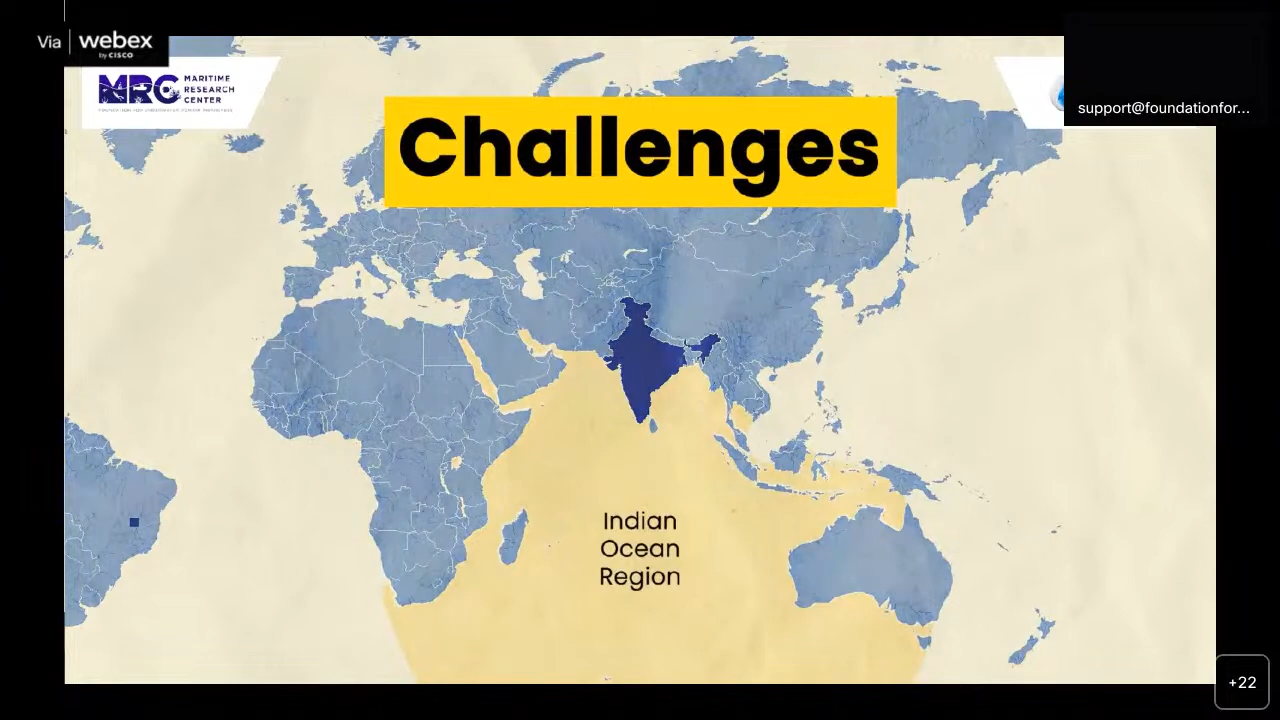 Via webex
by CISCO
MRC MARITIME
RESEARCH
CENTER
support@foundationfor...
Challenges
Indian
Ocean
Region
+22